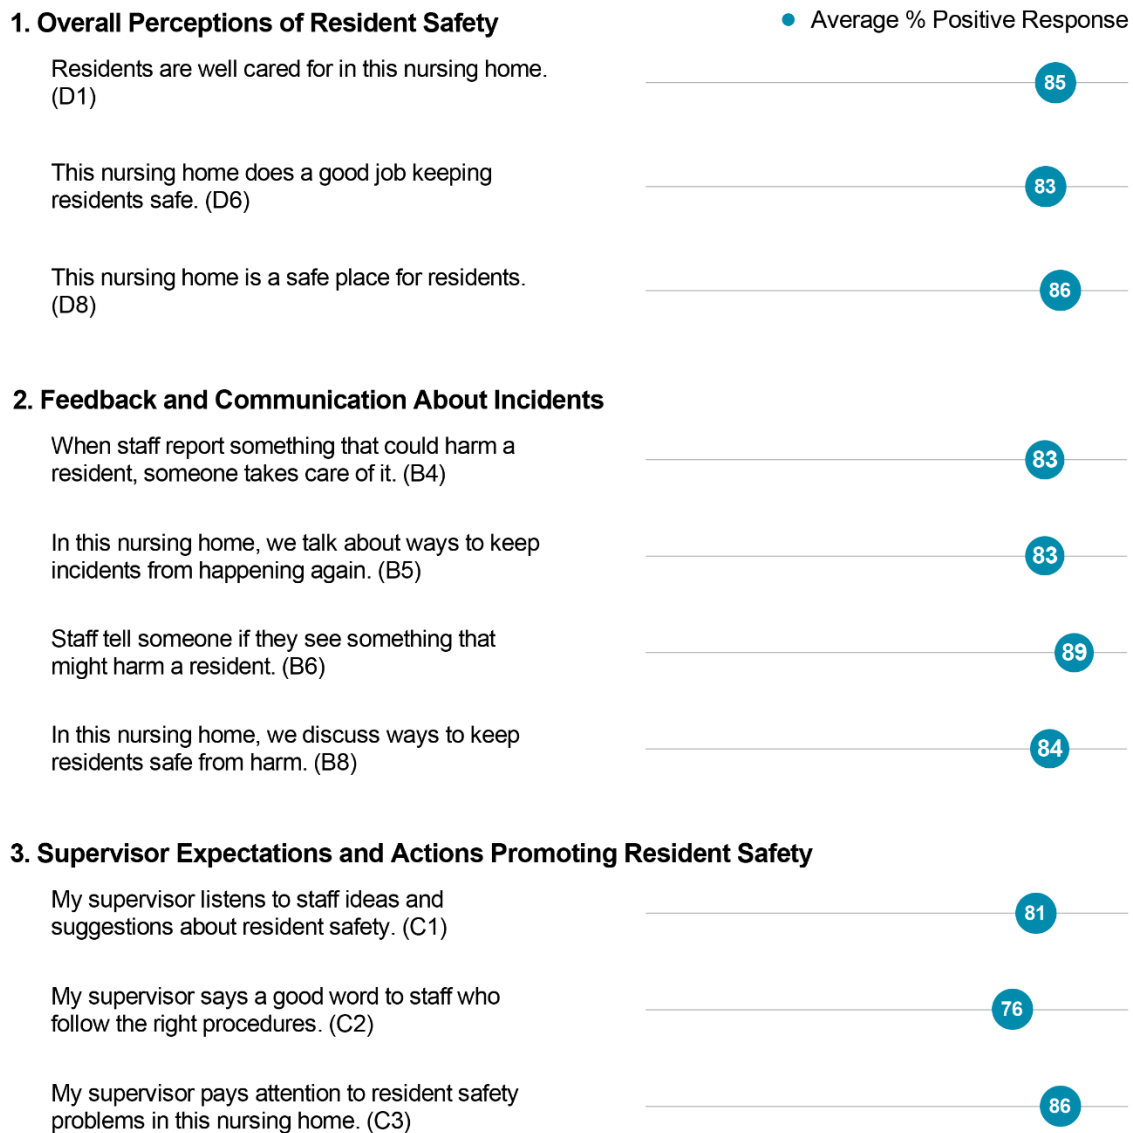 1. Overall Perceptions of Resident Safety
Average % Positive Response
Residents are well cared for in this nursing home.
(D1)
85
This nursing home does a good job keeping
residents safe. (D6)
83
This nursing home is a safe place for residents.
(D8)
86
2. Feedback and Communication About Incidents
When staff report something that could harm a
resident, someone takes care of it. (B4)
83
In this nursing home, we talk about ways to keep
incidents from happening again. (B5)
83
Staff tell someone if they see something that
might harm a resident. (B6)
89
In this nursing home, we discuss ways to keep
residents safe from harm. (B8)
84
3. Supervisor Expectations and Actions Promoting Resident Safety
My supervisor listens to staff ideas and
suggestions about resident safety. (C1)
81
My supervisor says a good word to staff who
follow the right procedures. (C2)
76
My supervisor pays attention to resident safety
problems in this nursing home. (C3)
86